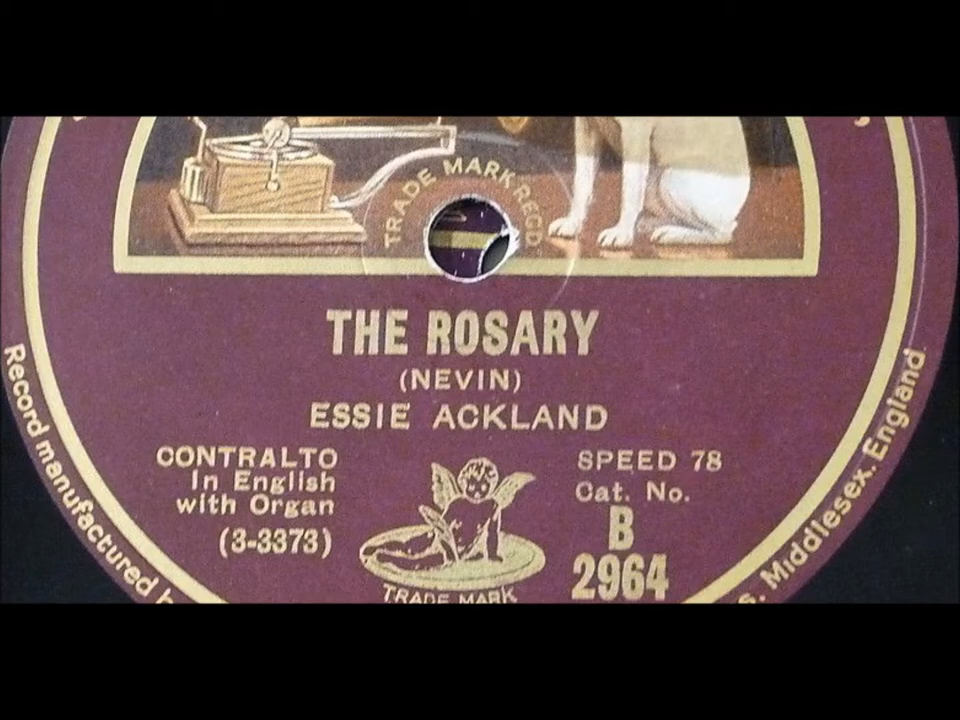 TRADE MARK REGD
THE ROSARY
(NEVIN)
ESSIE ACKLAND
CONTRALTO
In English
with Organ
(3-3373)
SPEED 78
Cat. No.
B
2964
TRADE MARK
Record manufactured
Middlesex. England.